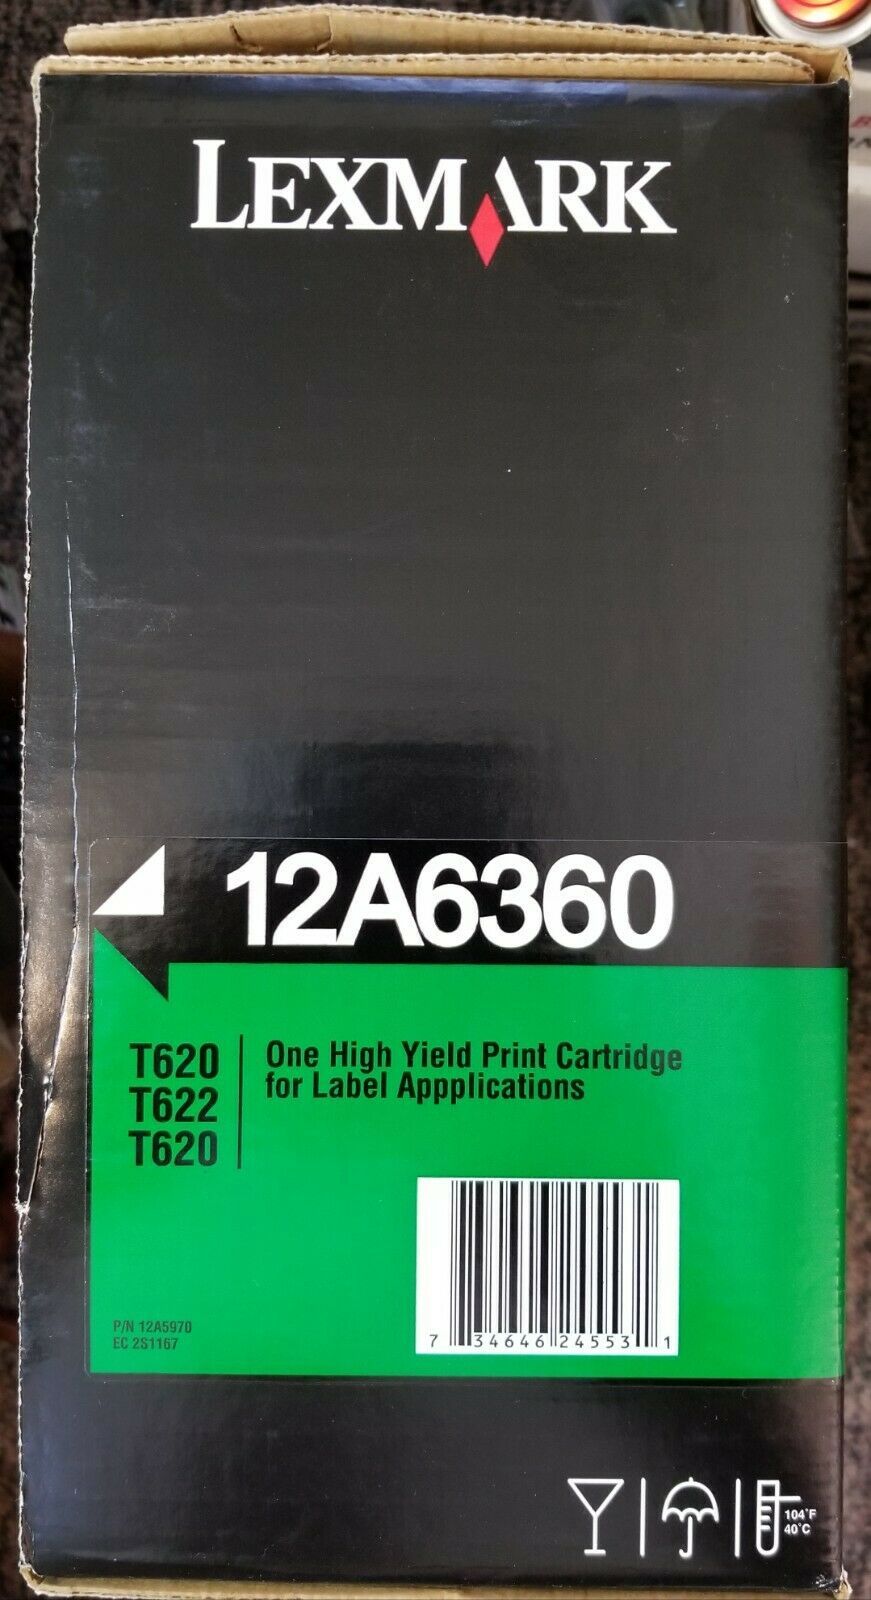 LEXMARK
12A6360
T620
T622
T620
One High Yield Print Cartridge
for Label Appplications
P/N 12A5970
EC 2S1167
7 34646 24553 1
104°F
40°C